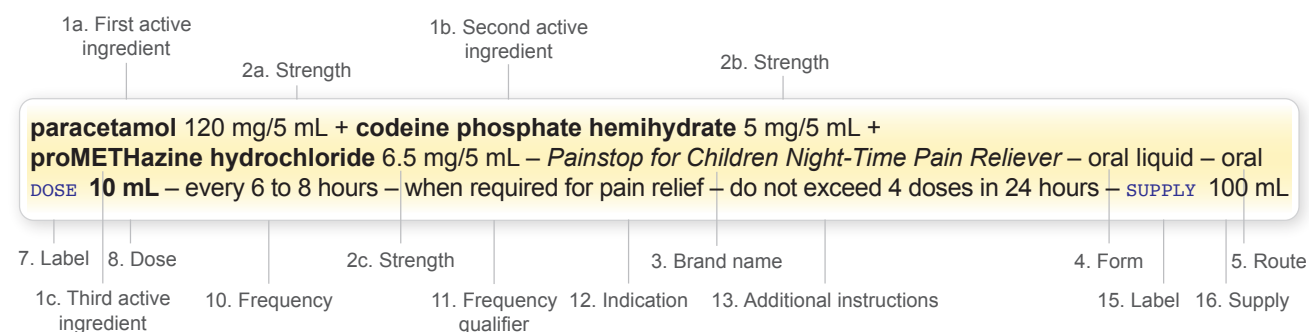 1a. First active
ingredient
1b. Second active
ingredient
2a. Strength
2b. Strength
paracetamol 120 mg/5 mL + codeine phosphate hemihydrate 5 mg/5 mL +
proMETHazine hydrochloride 6.5 mg/5 mL – Painstop for Children Night-Time Pain Reliever – oral liquid – oral
DOSE 10 mL – every 6 to 8 hours – when required for pain relief – do not exceed 4 doses in 24 hours – SUPPLY 100 mL
7. Label 8. Dose 2c. Strength 3. Brand name 4. Form 5. Route
1c. Third active
ingredient
10. Frequency
11. Frequency
qualifier
12. Indication 13. Additional instructions 15. Label 16. Supply